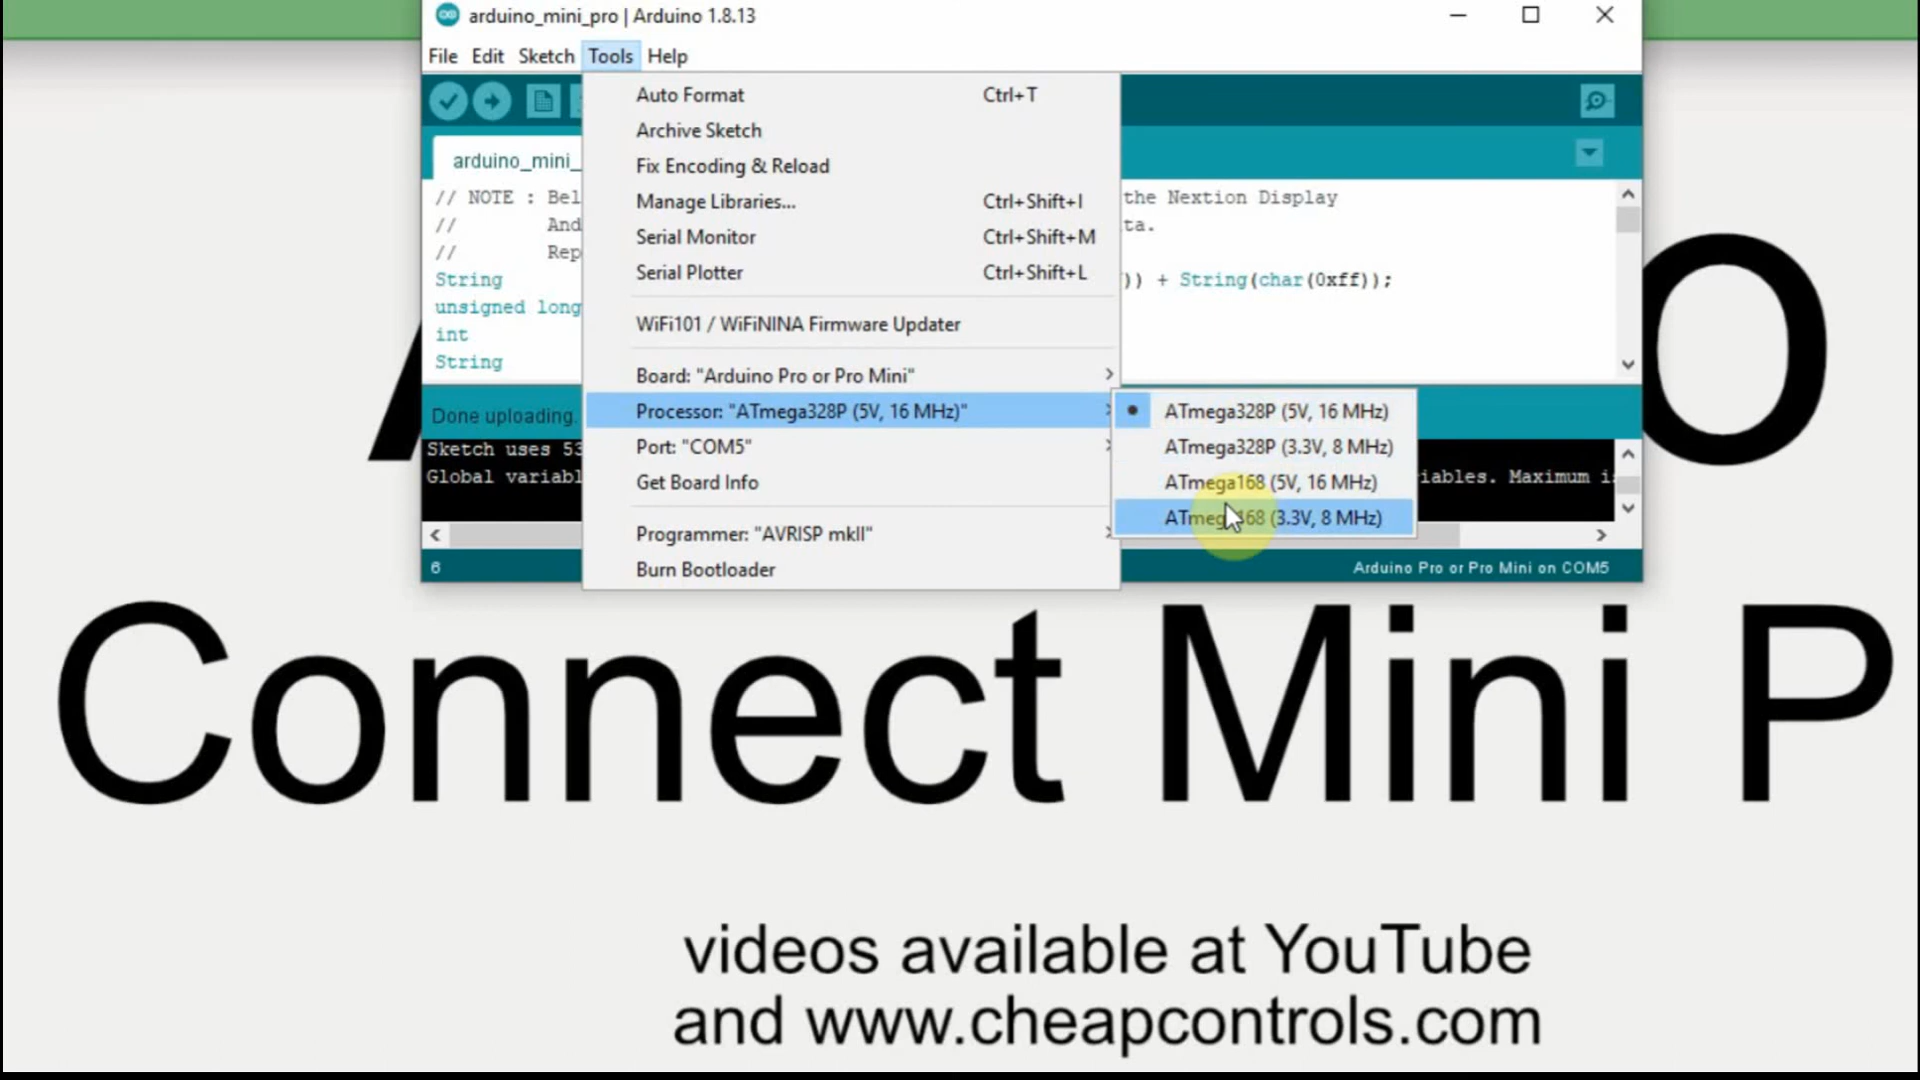 arduino_mini_pro | Arduino 1.8.13
File Edit Sketch Tools Help
Auto Format Ctrl+T
Archive Sketch
Fix Encoding & Reload
Manage Libraries... Ctrl+Shift+I
Serial Monitor Ctrl+Shift+M
Serial Plotter Ctrl+Shift+L
WiFi101 / WiFiNINA Firmware Updater
Board: "Arduino Pro or Pro Mini"
Processor: "ATmega328P (5V, 16 MHz)"
Port: "COM5"
Get Board Info
Programmer: "AVRISP mkII"
Burn Bootloader
ATmega328P (5V, 16 MHz)
ATmega328P (3.3V, 8 MHz)
ATmega168 (5V, 16 MHz)
ATmega168 (3.3V, 8 MHz)
arduino_mini_
// NOTE : Bel the Nextion Display
// And ta.
// Rep
String )) + String(char(0xff));
unsigned long
int
String
Done uploading.
Sketch uses 53
Global variabl iables. Maximum i
6 Arduino Pro or Pro Mini on COM5
Connect Mini P
videos available at YouTube
and www.cheapcontrols.com